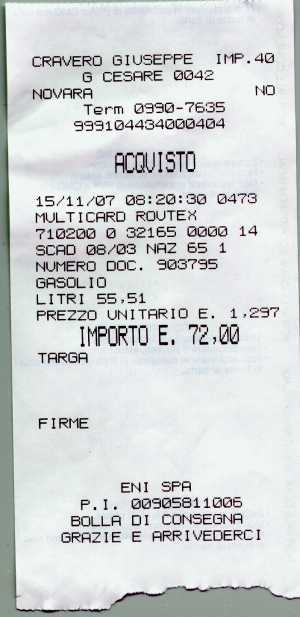 CRAVERO GIUSEPPE IMP.40
G CESARE 0042
NOVARA NO
Term 0990-7635
999104434000404
ACQUISTO
15/11/07 08:20:30 0473
MULTICARD ROUTEX
710200 0 32165 0000 14
SCAD 08/03 NAZ 65 1
NUMERO DOC. 903795
GASOLIO
LITRI 55,51
PREZZO UNITARIO E. 1,297
IMPORTO E. 72,00
TARGA
FIRME
ENI SPA
P.I. 00905811006
BOLLA DI CONSEGNA
GRAZIE E ARRIVEDERCI